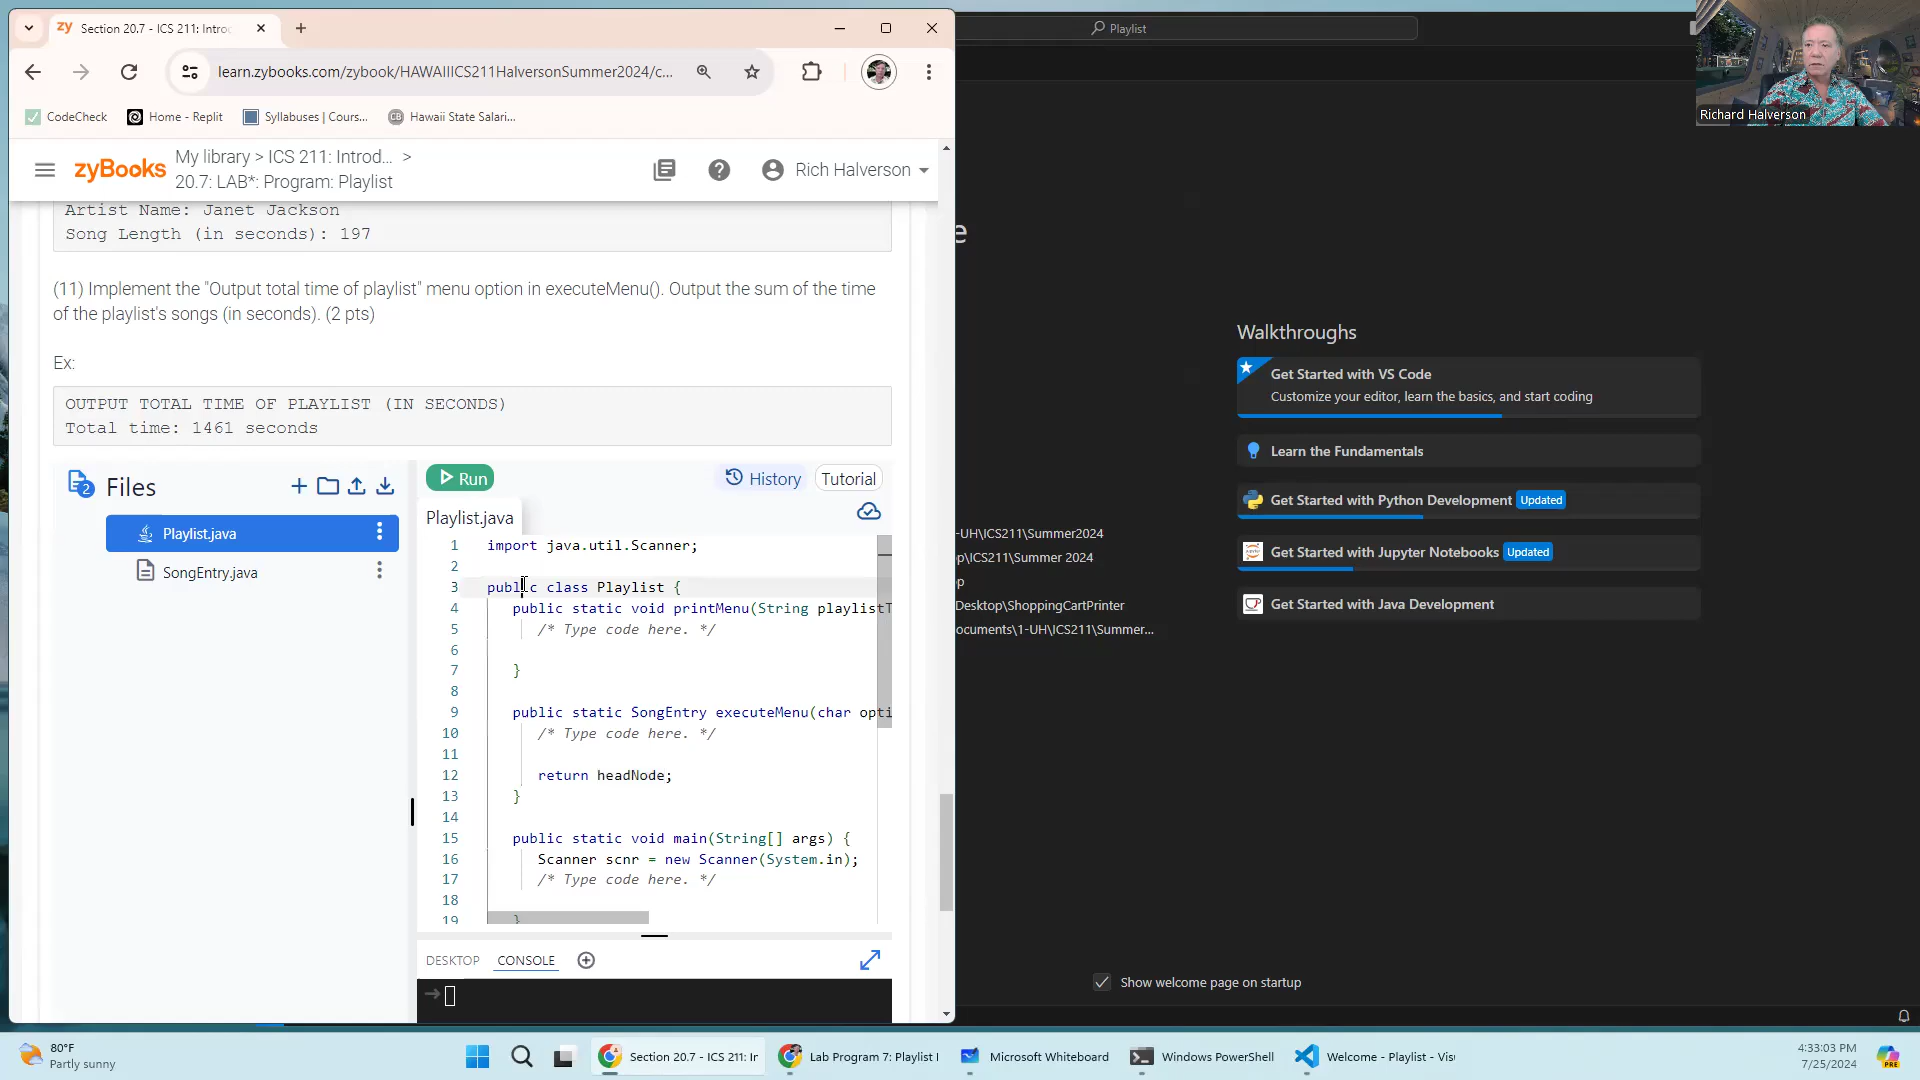 zy Section 20.7 - ICS 211: Introd
learn.zybooks.com/zybook/HAWAIIICS211HalversonSummer2024/c...
CodeCheck
Home - Replit
Syllabuses | Cours...
CB Hawaii State Salari...
zyBooks
My library > ICS 211: Introd... >
20.7: LAB*: Program: Playlist
Rich Halverson
Artist Name: Janet Jackson
Song Length (in seconds): 197
(11) Implement the "Output total time of playlist" menu option in executeMenu(). Output the sum of the time
of the playlist's songs (in seconds). (2 pts)
Ex:
OUTPUT TOTAL TIME OF PLAYLIST (IN SECONDS)
Total time: 1461 seconds
2 Files
Playlist.java
SongEntry.java
Run
History
Tutorial
Playlist.java
1 import java.util.Scanner;
2
3 public class Playlist {
4 public static void printMenu(String playlistT
5 /* Type code here. */
6
7 }
8
9 public static SongEntry executeMenu(char opti
10 /* Type code here. */
11
12 return headNode;
13 }
14
15 public static void main(String[] args) {
16 Scanner scnr = new Scanner(System.in);
17 /* Type code here. */
18
19 }
DESKTOP
CONSOLE
Playlist
Richard Halverson
e
Walkthroughs
Get Started with VS Code
Customize your editor, learn the basics, and start coding
Learn the Fundamentals
Get Started with Python Development Updated
Get Started with Jupyter Notebooks Updated
Get Started with Java Development
-UH\ICS211\Summer2024
p\ICS211\Summer 2024
p
Desktop\ShoppingCartPrinter
ocuments\1-UH\ICS211\Summer...
Show welcome page on startup
80°F
Partly sunny
Section 20.7 - ICS 211: Ir
Lab Program 7: Playlist I
Microsoft Whiteboard
Windows PowerShell
Welcome - Playlist - Visu
4:33:03 PM
7/25/2024
PRE